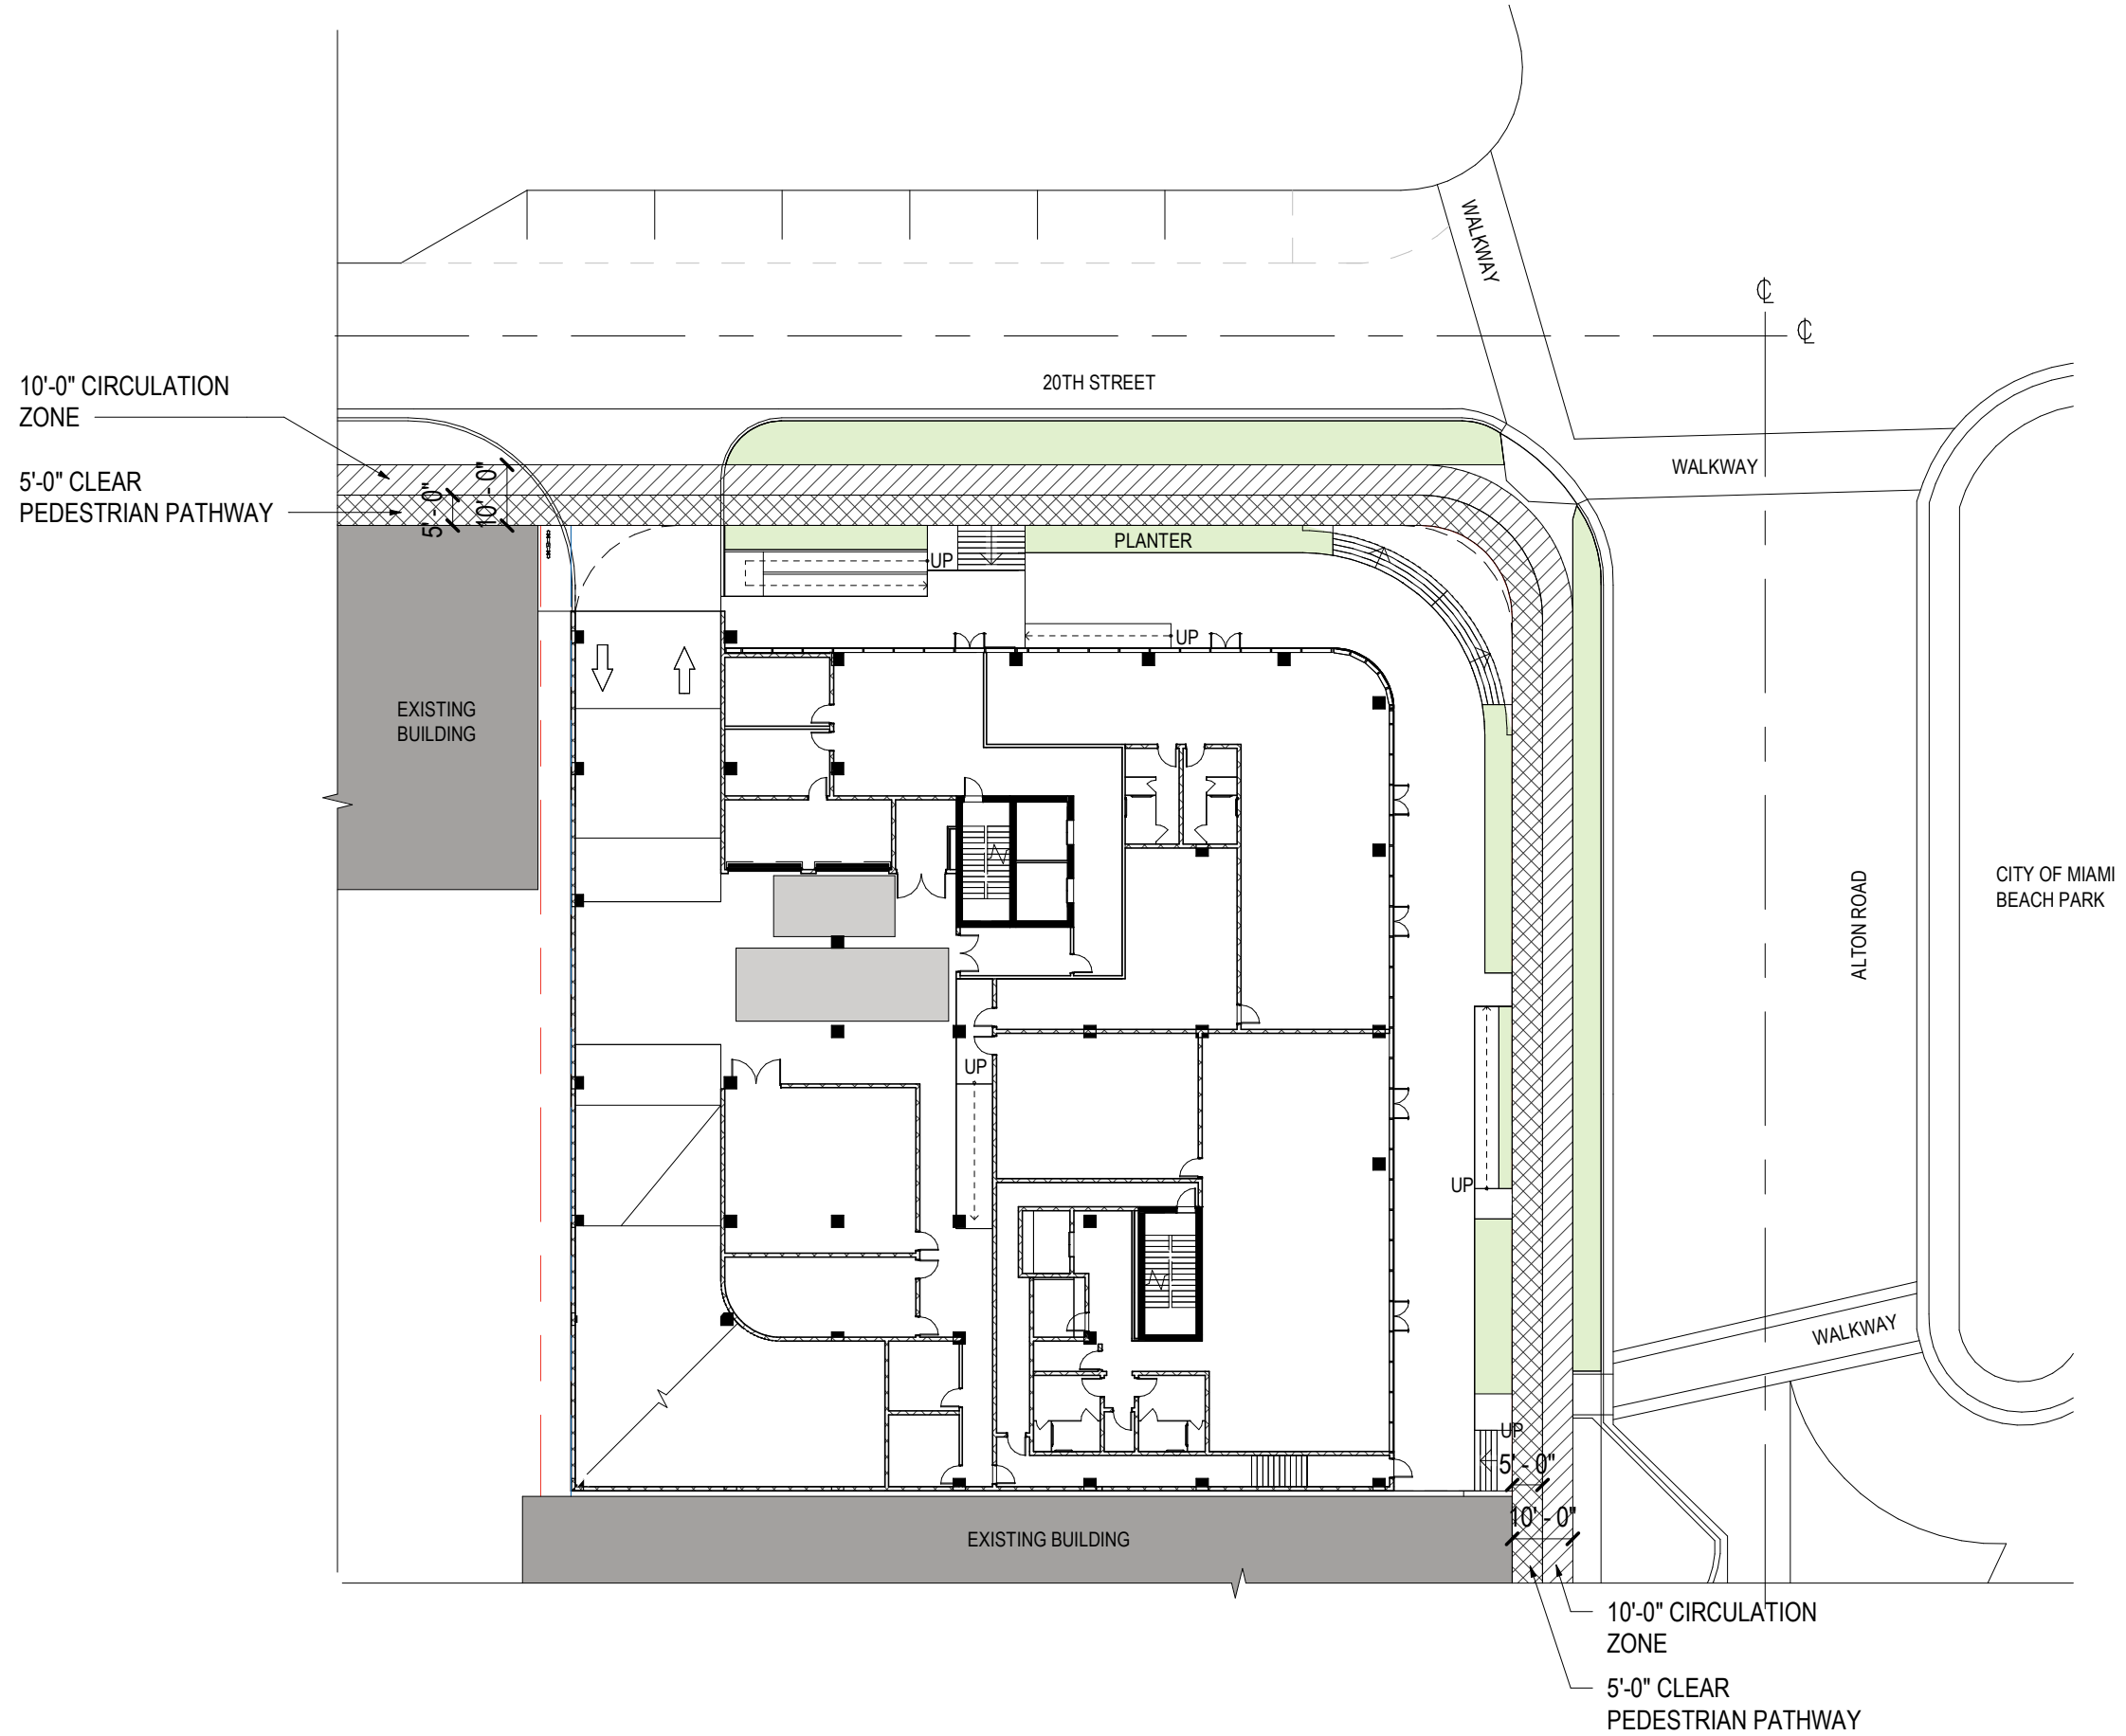 WALKWAY
℄
℄
20TH STREET
10'-0" CIRCULATION
ZONE
5'-0" CLEAR
PEDESTRIAN PATHWAY
5' - 0"
10' - 0"
WALKWAY
PLANTER
UP
UP
EXISTING
BUILDING
CITY OF MIAMI
BEACH PARK
ALTON ROAD
UP
UP
WALKWAY
UP
5' - 0"
10' - 0"
EXISTING BUILDING
10'-0" CIRCULATION
ZONE
5'-0" CLEAR
PEDESTRIAN PATHWAY